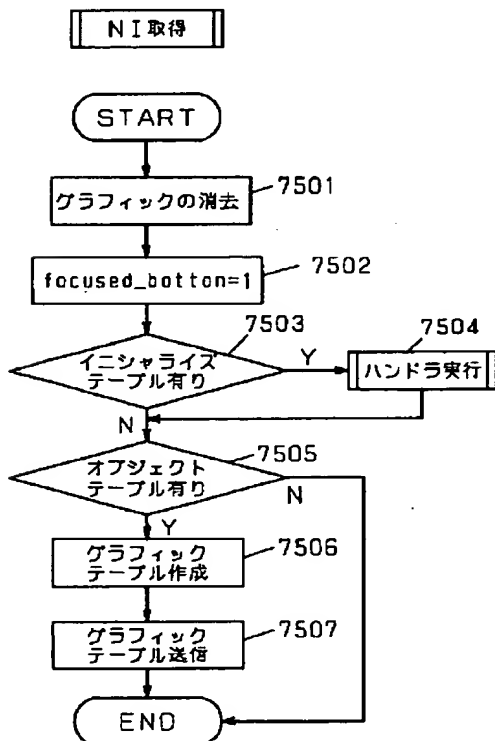 NI取得
START
グラフィックの消去
7501
focused_botton=1
7502
イニシャライズ
テーブル有り
7503
Y
ハンドラ実行
7504
N
オブジェクト
テーブル有り
7505
N
Y
グラフィック
テーブル作成
7506
グラフィック
テーブル送信
7507
END